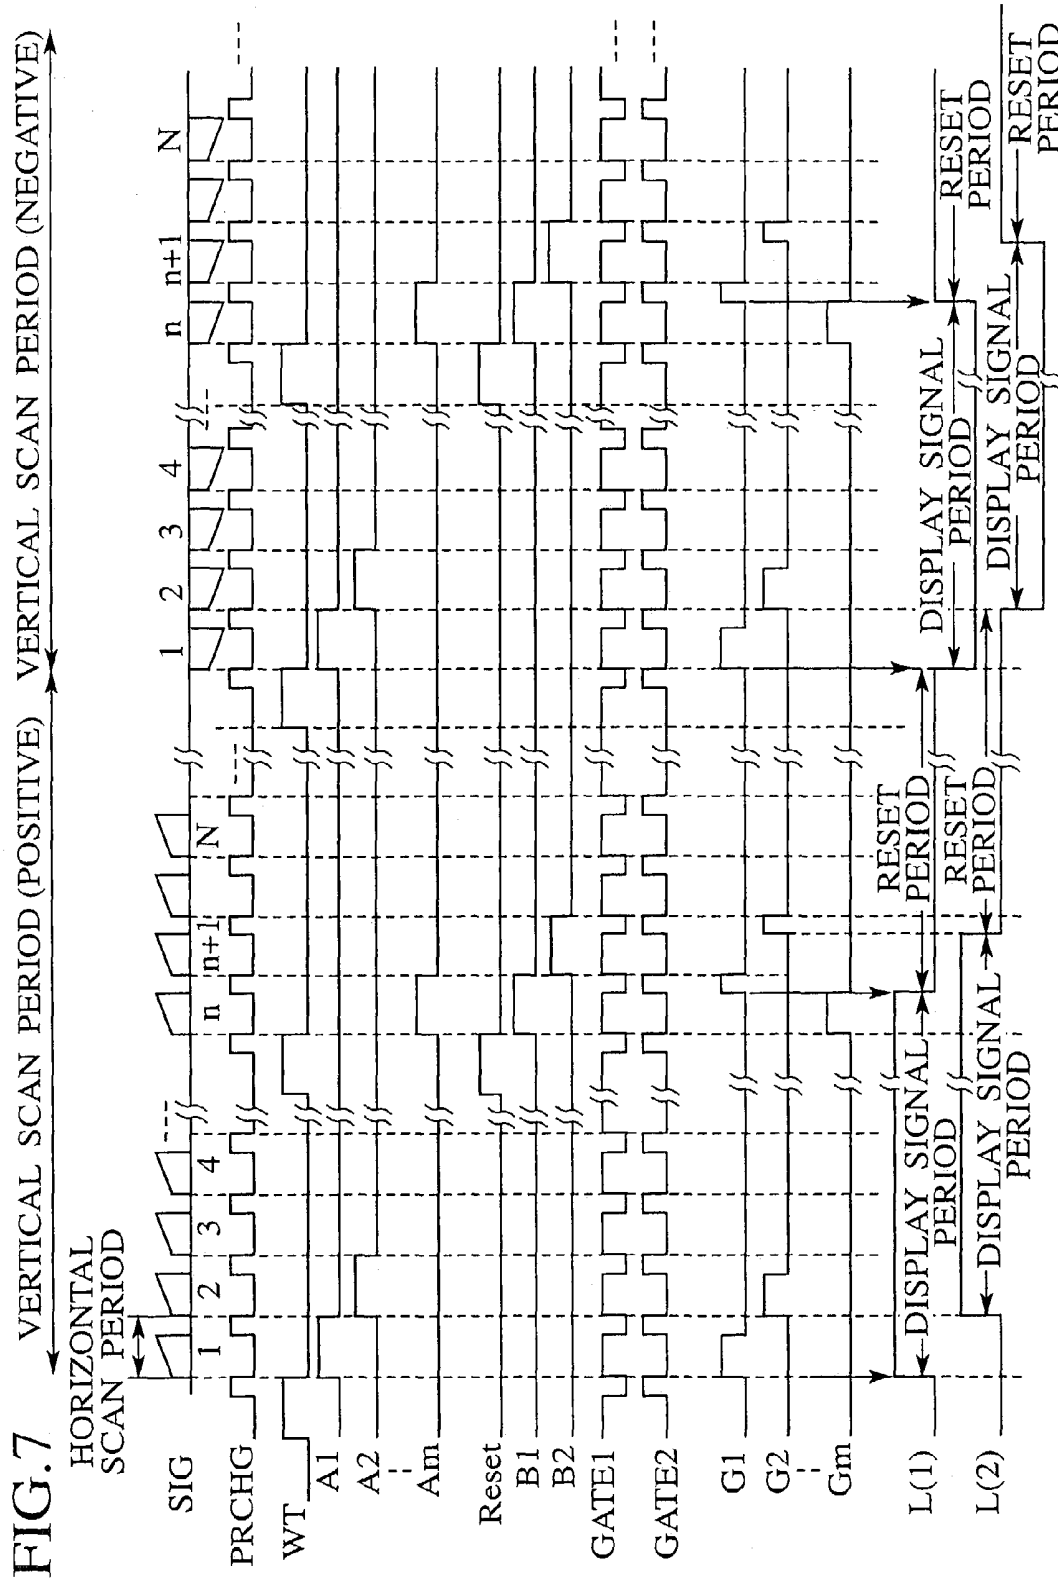 FIG.7
VERTICAL SCAN PERIOD (POSITIVE)
VERTICAL SCAN PERIOD (NEGATIVE)
HORIZONTAL
SCAN PERIOD
SIG
1
2
3
4
n
n+1
N
1
2
3
4
n
n+1
N
PRCHG
WT
A1
A2
Am
Reset
B1
B2
GATE1
GATE2
G1
G2
Gm
L(1)
DISPLAY SIGNAL
PERIOD
RESET
PERIOD
DISPLAY SIGNAL
PERIOD
RESET
PERIOD
L(2)
DISPLAY SIGNAL
PERIOD
RESET
PERIOD
DISPLAY SIGNAL
PERIOD
RESET
PERIOD